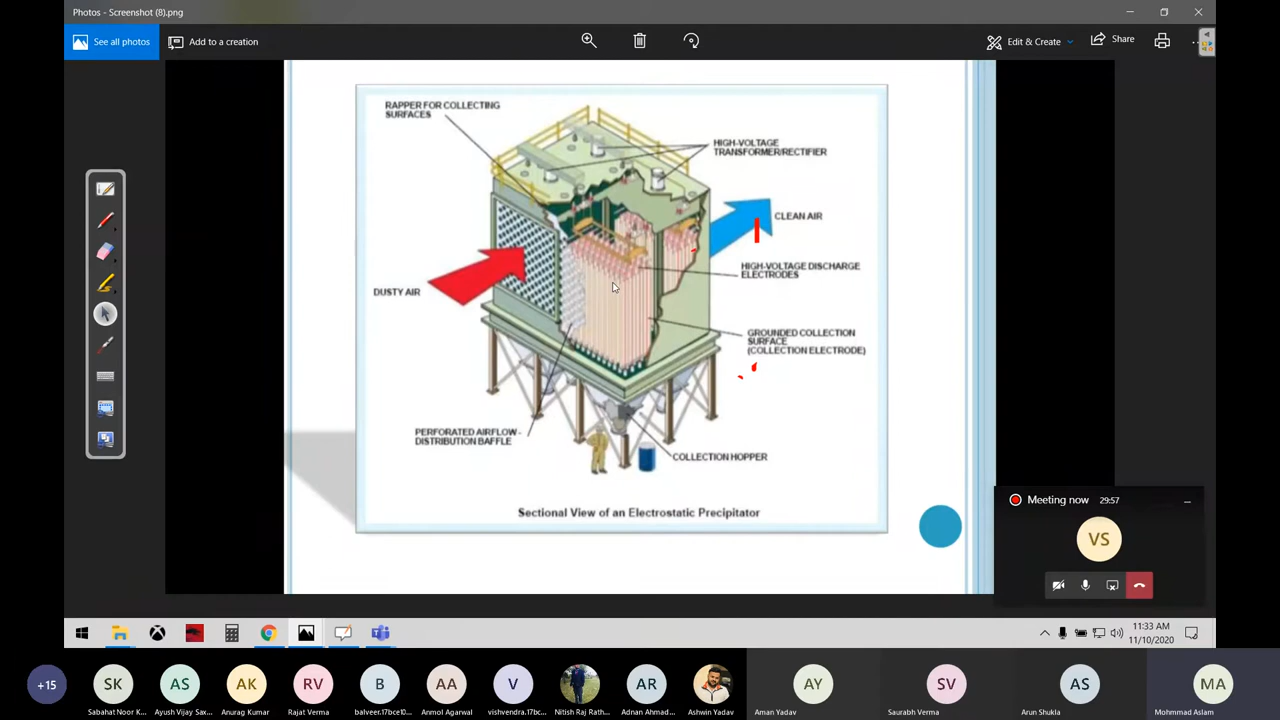 Photos - Screenshot (8).png
See all photos
Add to a creation
Edit & Create
Share
RAPPER FOR COLLECTING
SURFACES
HIGH-VOLTAGE
TRANSFORMER/RECTIFIER
CLEAN AIR
HIGH-VOLTAGE DISCHARGE
ELECTRODES
DUSTY AIR
GROUNDED COLLECTION
SURFACE
(COLLECTION ELECTRODE)
PERFORATED AIRFLOW-
DISTRIBUTION BAFFLE
COLLECTION HOPPER
Sectional View of an Electrostatic Precipitator
Meeting now 29:57
VS
11:33 AM
11/10/2020
+15
SK
AS
AK
RV
B
AA
V
AR
AY
SV
AS
MA
Sabahat Noor K...
Ayush Vijay Sax...
Anurag Kumar
Rajat Verma
balveer.17bce10...
Anmol Agarwal
vishvendra.17bc...
Nitish Raj Rath...
Adnan Ahmad...
Ashwin Yadav
Aman Yadav
Saurabh Verma
Arun Shukla
Mohmmad Aslam